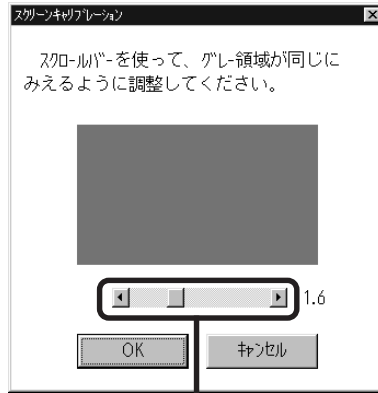 ｽｸﾘｰﾝｷｬﾘﾌﾞﾚｰｼｮﾝ
ｽｸﾛｰﾙﾊﾞｰを使って、ｸﾞﾚｰ領域が同じに
みえるように調整してください。
1.6
OK
ｷｬﾝｾﾙ